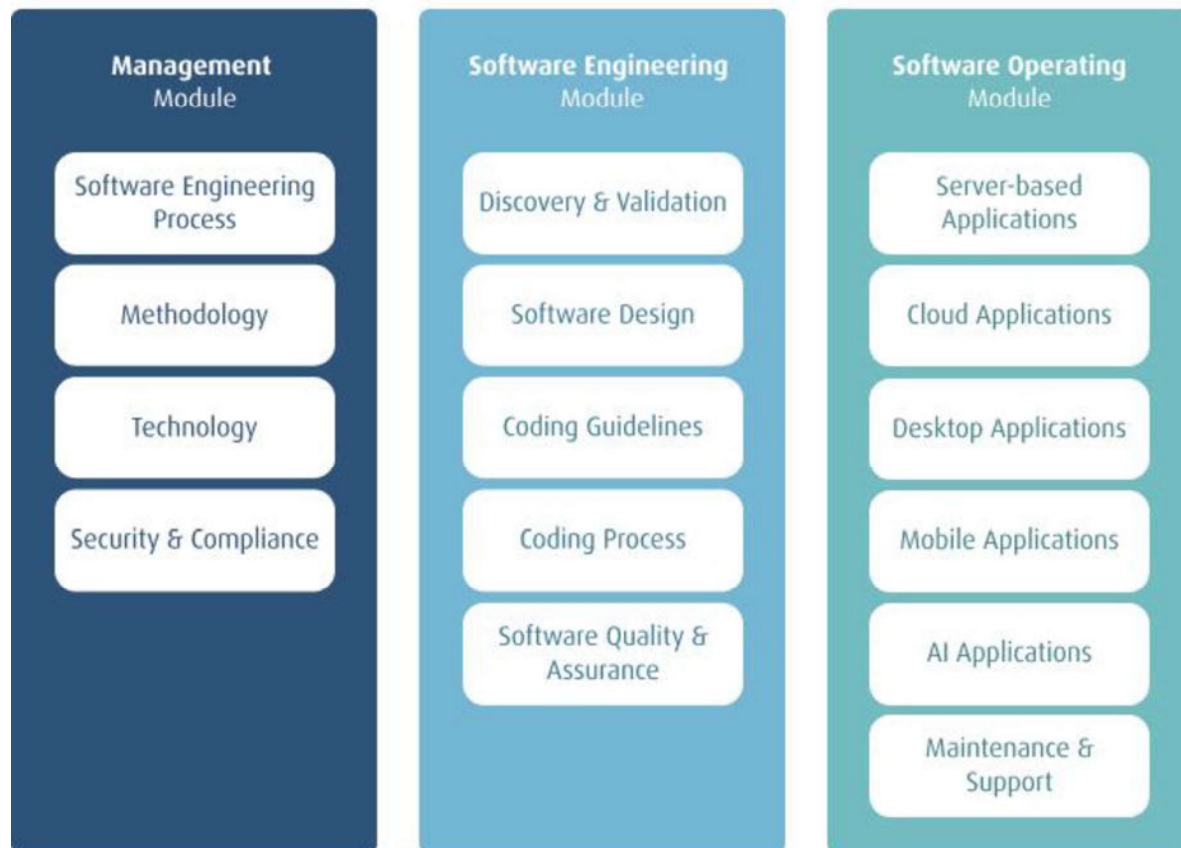 Management
Module
Software Engineering
Process
Methodology
Technology
Security & Compliance
Software Engineering
Module
Discovery & Validation
Software Design
Coding Guidelines
Coding Process
Software Quality &
Assurance
Software Operating
Module
Server-based
Applications
Cloud Applications
Desktop Applications
Mobile Applications
AI Applications
Maintenance &
Support